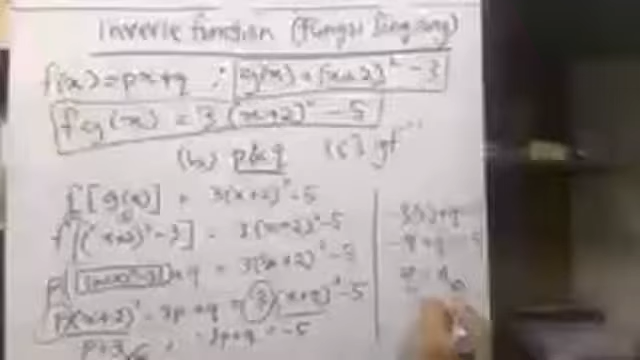 Inverse function (Fungsi Songsang)
f(x) = px+q ; g(x) = (x+2)² - 3
fg(x) = 3(x+2)² - 5
(b) p & q (c) gf⁻¹
f[g(x)] = 3(x+2)² - 5
f[(x+2)² - 3] = 3(x+2)² - 5
p[(x+2)² - 3] + q = 3(x+2)² - 5
p(x+2)² - 3p + q = 3(x+2)² - 5
p = 3 -3p+q = -5
-3(3)+q = -5
-9+q = -5